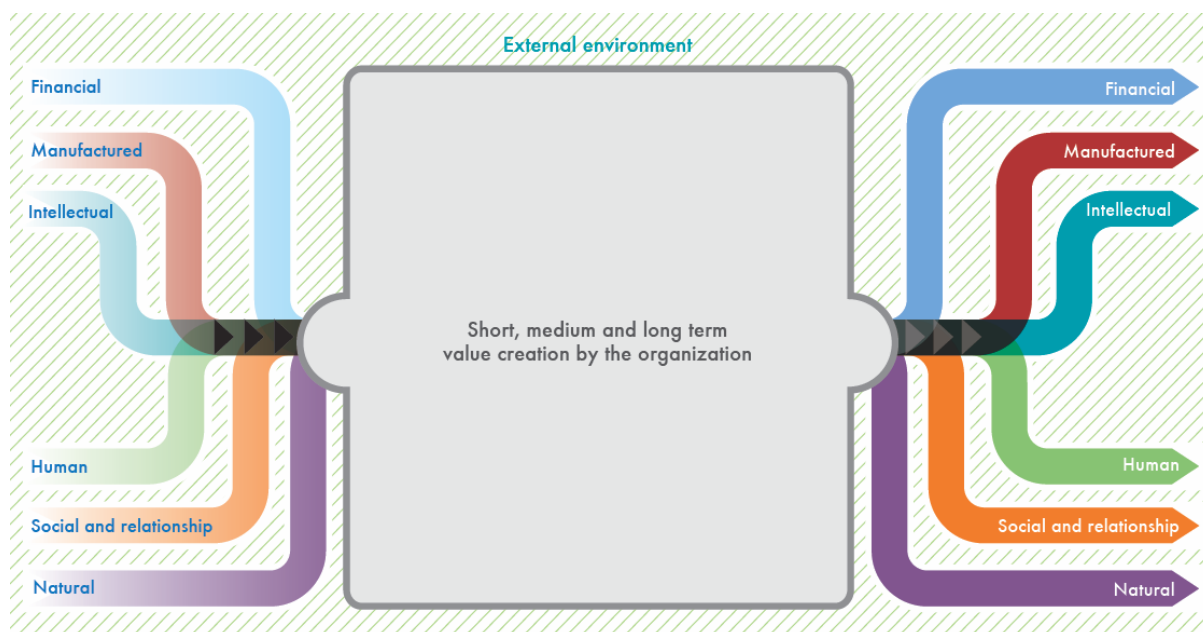 External environment
Financial
Manufactured
Intellectual
Human
Social and relationship
Natural
Short, medium and long term
value creation by the organization
Financial
Manufactured
Intellectual
Human
Social and relationship
Natural